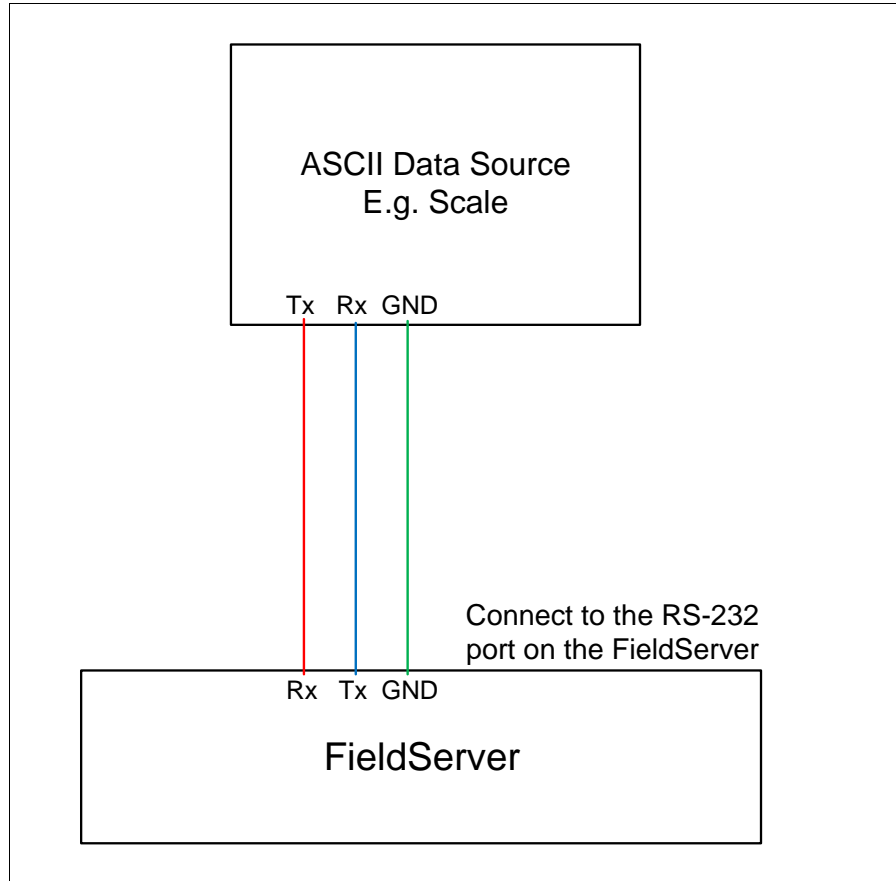 ASCII Data Source
E.g. Scale
Tx Rx GND
Connect to the RS-232
port on the FieldServer
Rx Tx GND
FieldServer